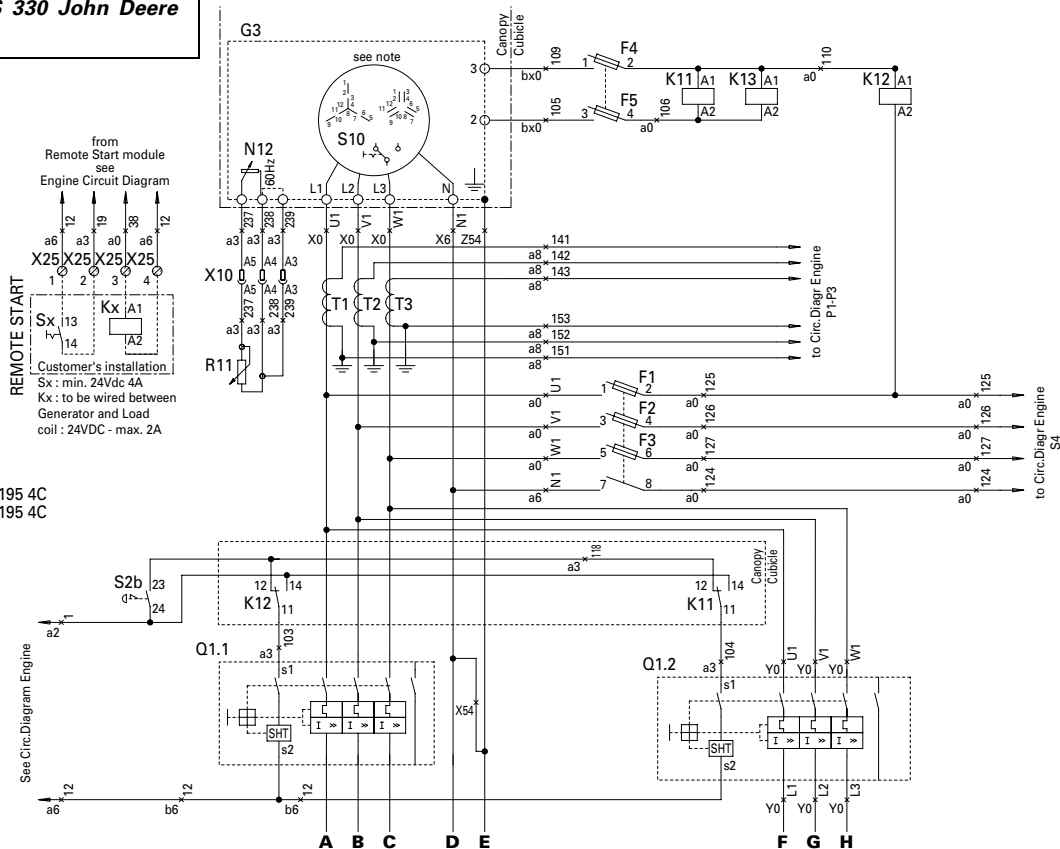 330 John Deere
G3
see note
Canopy
Cubicle
S10
N12
60Hz
L1
L2
L3
N
3
2
bx0
109
bx0
105
1
F4
2
3
F5
4
a0
106
K11
A1
A2
K13
A1
A2
a0
110
K12
A1
A2
from
Remote Start module
see
Engine Circuit Diagram
12
19
38
12
a6
a3
a0
a6
X25
X25
X25
X25
1
2
3
4
REMOTE START
Sx
13
14
Kx
A1
A2
Customer's installation
Sx : min. 24Vdc 4A
Kx : to be wired between
Generator and Load
coil : 24VDC - max. 2A
237
238
239
a3
a3
a3
X10
A5
A4
A3
A5
A4
A3
237
238
239
a3
a3
a3
R11
U1
V1
W1
N1
X0
X0
X0
X6
Z54
T1
T2
T3
141
a8
142
a8
143
a8
153
a8
152
a8
151
a8
to Circ.Diagr Engine
P1-P3
a0
U1
1
F1
2
a0
125
a0
125
a0
V1
3
F2
4
a0
126
a0
126
a0
W1
5
F3
6
a0
127
a0
127
a6
N1
7
8
a0
124
a0
124
to Circ.Diagr Engine
S4
195 4C
195 4C
S2b
23
24
a2
1
12
14
K12
11
a3
118
12
14
K11
11
Canopy
Cubicle
a3
103
a3
104
See Circ.Diagram Engine
Q1.1
s1
SHT
s2
I »
I »
I »
X54
Q1.2
s1
SHT
s2
Y0
U1
Y0
V1
Y0
W1
I »
I »
I »
Y0
L1
Y0
L2
Y0
L3
a6
12
b6
12
b6
12
A B C D E F G H